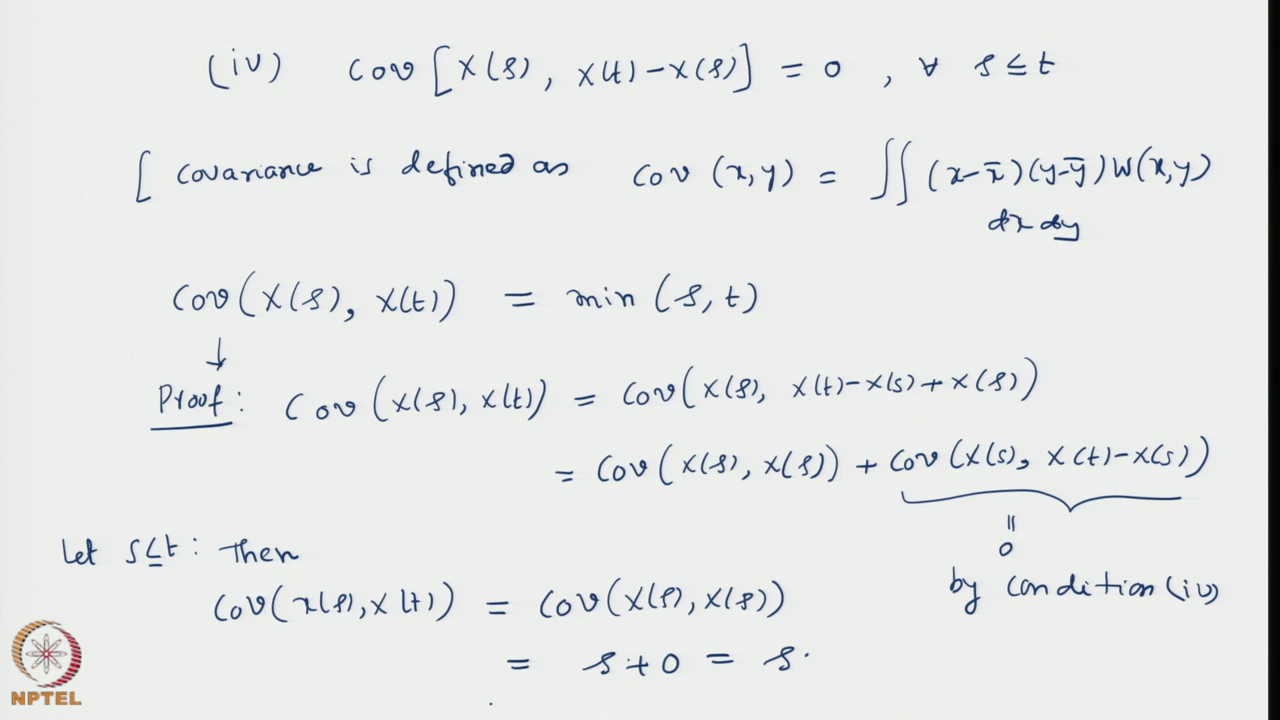 (iv) Cov [X(s), X(t)-X(s)] = 0 , ∀ s ≤ t
[ Covariance is defined as Cov (x,y) = ∬ (x-x̄)(y-ȳ) W(x,y)
dx dy
Cov (X(s), X(t)) = min (s, t)
↓
Proof : Cov (X(s), X(t)) = Cov (X(s), X(t)-X(s)+X(s))
= Cov (X(s), X(s)) + Cov (X(s), X(t)-X(s))
Let s≤t : Then
=
0
by condition (iv)
Cov (X(s), X(t)) = Cov (X(s), X(s))
= s + 0 = s.
NPTEL